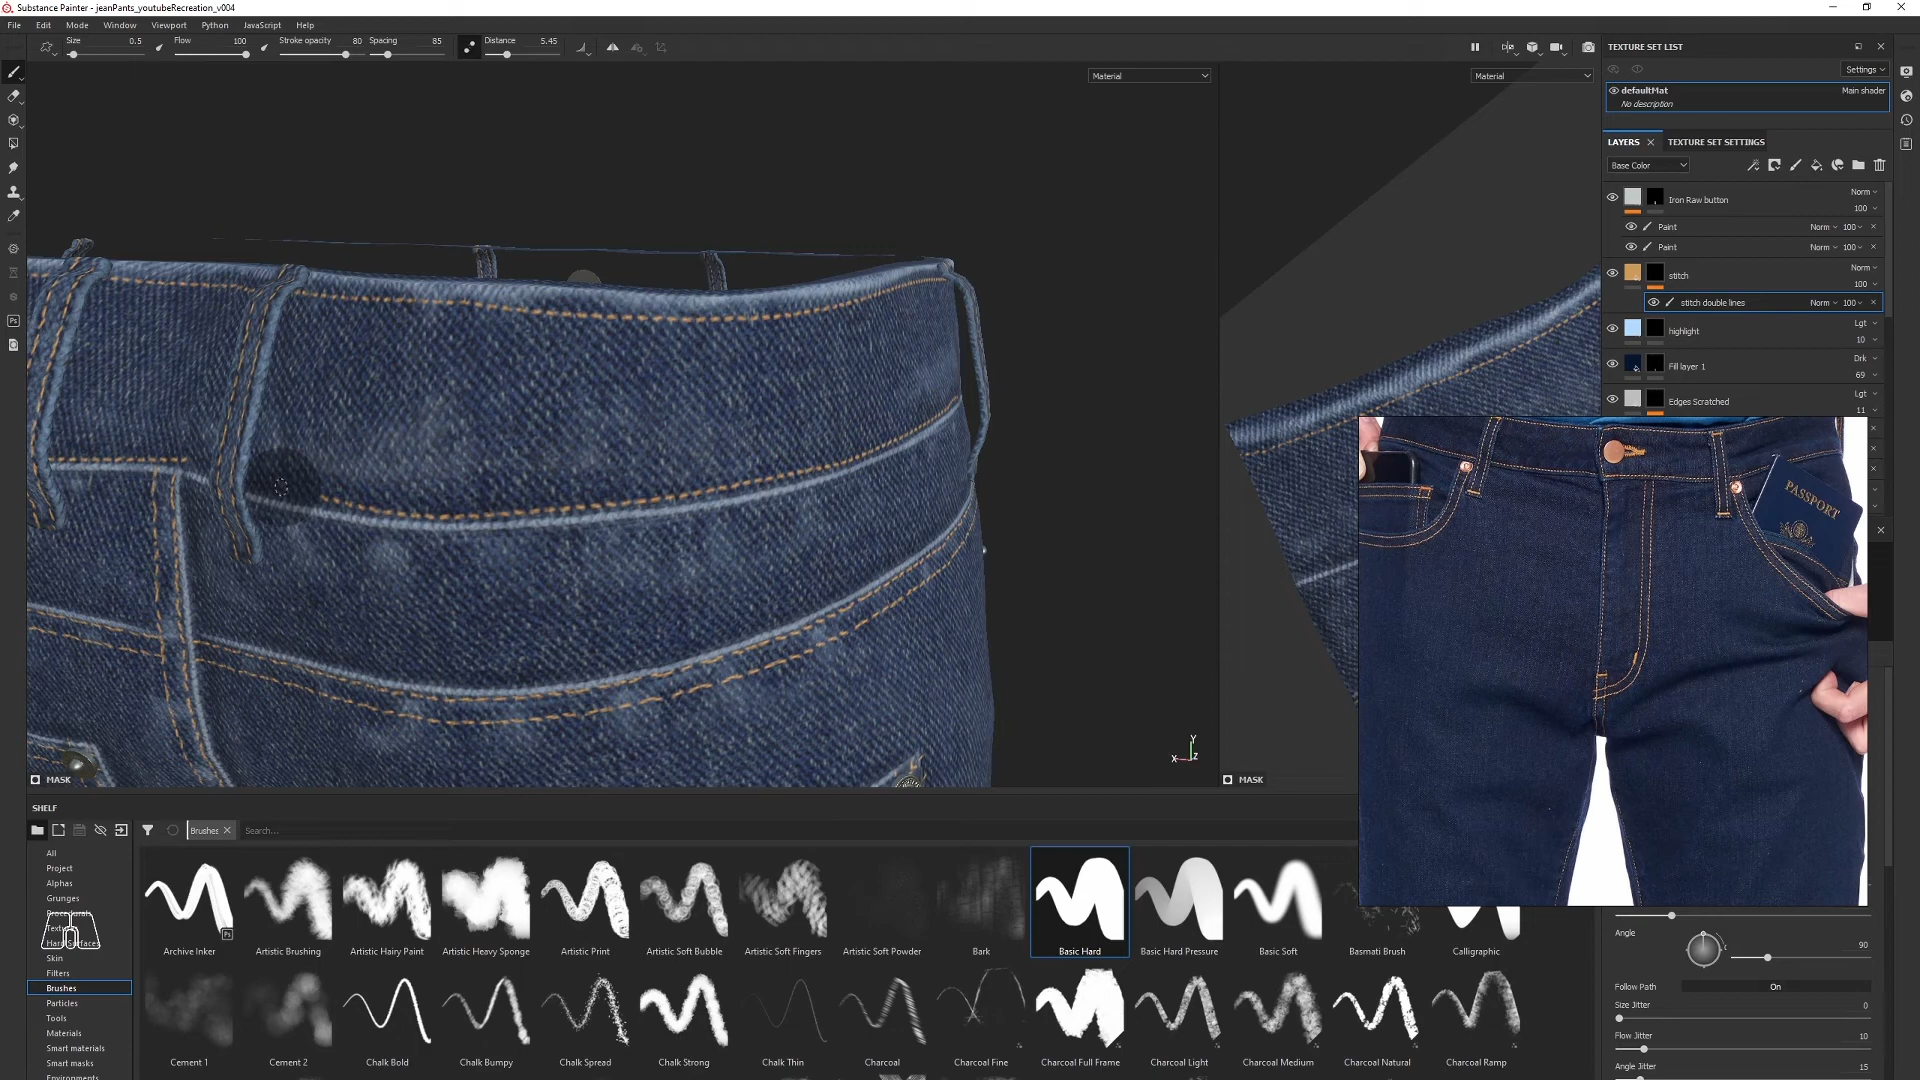 Substance Painter - jeanPants_youtubeRecreation_v004
File Edit Mode Window Viewport Python JavaScript Help
Size 0.5 Flow 100 Stroke opacity 80 Spacing 85 Distance 5.45
Material
Material
MASK
MASK
Y
X Z
TEXTURE SET LIST
Settings
defaultMat Main shader
No description
LAYERS TEXTURE SET SETTINGS
Base Color
Iron Raw button Norm
100
Paint Norm 100
Paint Norm 100
stitch Norm
100
stitch double lines Norm 100
highlight Lgt
10
Fill layer 1 Drk
69
Edges Scratched Lgt
11
PASSPORT
Angle 90
Follow Path On
Size Jitter 0
Flow Jitter 10
Angle Jitter 15
SHELF
Brushes Search...
All
Project
Alphas
Grunges
Skin
Filters
Brushes
Particles
Tools
Materials
Smart materials
Smart masks
Environments
Archive Inker Artistic Brushing Artistic Hairy Paint Artistic Heavy Sponge Artistic Print Artistic Soft Bubble Artistic Soft Fingers Artistic Soft Powder Bark Basic Hard Basic Hard Pressure Basic Soft Basmati Brush Calligraphic
Cement 1 Cement 2 Chalk Bold Chalk Bumpy Chalk Spread Chalk Strong Chalk Thin Charcoal Charcoal Fine Charcoal Full Frame Charcoal Light Charcoal Medium Charcoal Natural Charcoal Ramp